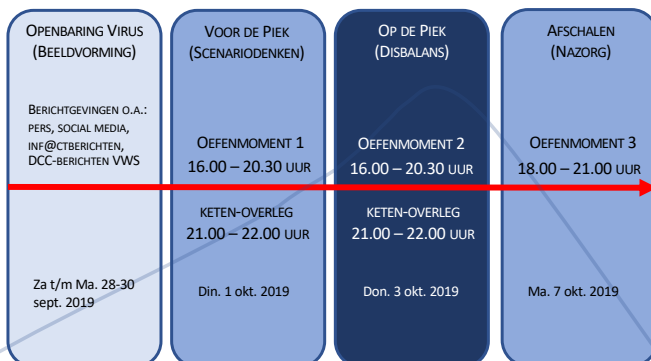 OPENBARING VIRUS
(BEELDVORMING)
BERICHTGEVINGEN O.A.:
PERS, SOCIAL MEDIA,
INF@CTBERICHTEN,
DCC-BERICHTEN VWS
Za t/m Ma. 28-30
sept. 2019
VOOR DE PIEK
(SCENARIODENKEN)
OEFENMOMENT 1
16.00 – 20.30 UUR
KETEN-OVERLEG
21.00 – 22.00 UUR
Din. 1 okt. 2019
OP DE PIEK
(DISBALANS)
OEFENMOMENT 2
16.00 – 20.30 UUR
KETEN-OVERLEG
21.00 – 22.00 UUR
Don. 3 okt. 2019
AFSCHALEN
(NAZORG)
OEFENMOMENT 3
18.00 – 21.00 UUR
Ma. 7 okt. 2019